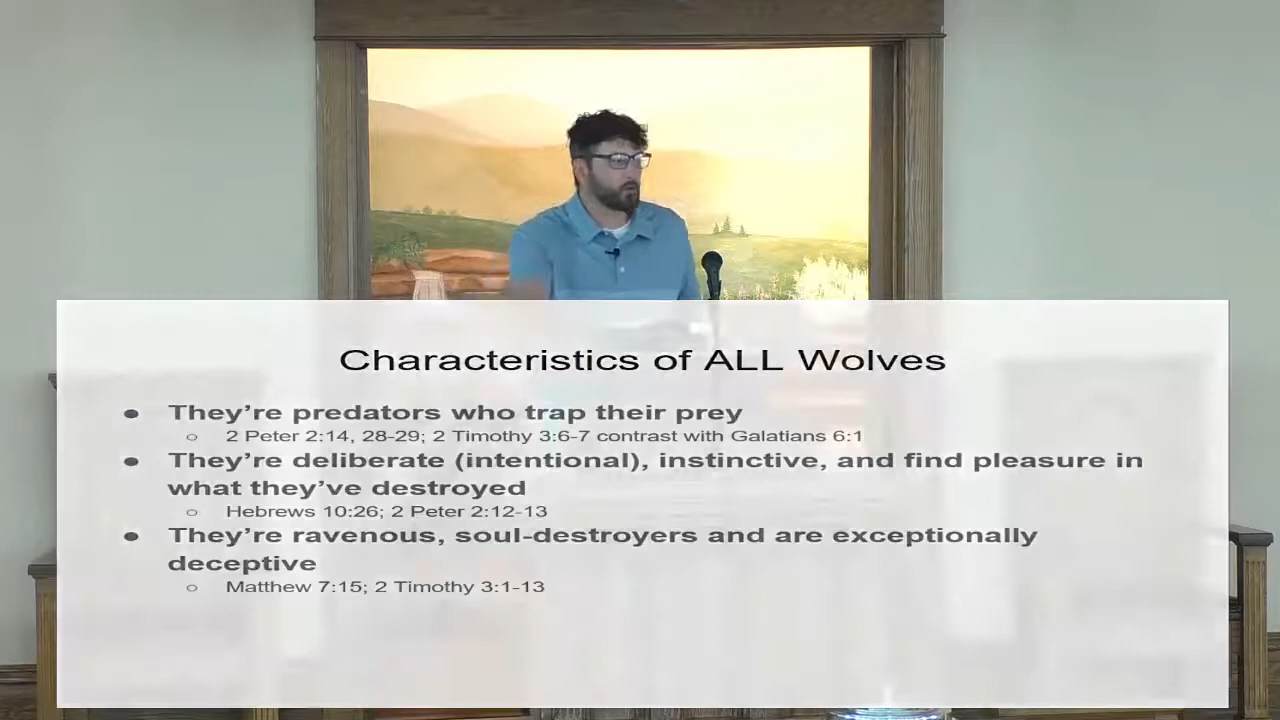 Characteristics of ALL Wolves
● They're predators who trap their prey
○ 2 Peter 2:14, 28-29; 2 Timothy 3:6-7 contrast with Galatians 6:1
● They're deliberate (intentional), instinctive, and find pleasure in
what they've destroyed
○ Hebrews 10:26; 2 Peter 2:12-13
● They're ravenous, soul-destroyers and are exceptionally
deceptive
○ Matthew 7:15; 2 Timothy 3:1-13